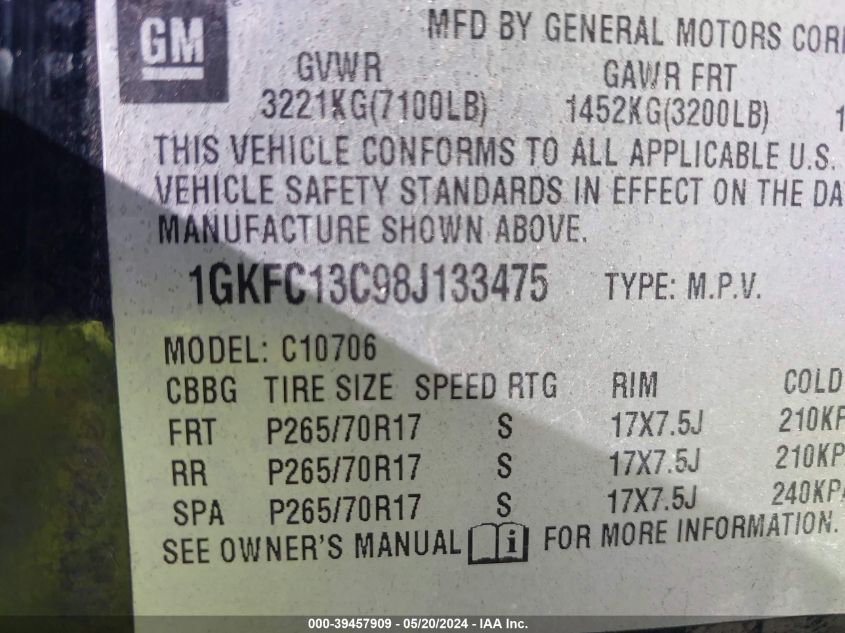 GM
MFD BY GENERAL MOTORS COR
GVWR GAWR FRT
3221KG(7100LB) 1452KG(3200LB) 1
THIS VEHICLE CONFORMS TO ALL APPLICABLE U.S.
VEHICLE SAFETY STANDARDS IN EFFECT ON THE DA
MANUFACTURE SHOWN ABOVE.
1GKFC13C98J133475 TYPE: M.P.V.
MODEL: C10706
CBBG TIRE SIZE SPEED RTG RIM COLD
FRT P265/70R17 S 17X7.5J 210KP
RR P265/70R17 S 17X7.5J 210KP
SPA P265/70R17 S 17X7.5J 240KPA
SEE OWNER'S MANUAL i FOR MORE INFORMATION.
000-39457909 - 05/20/2024 - IAA Inc.